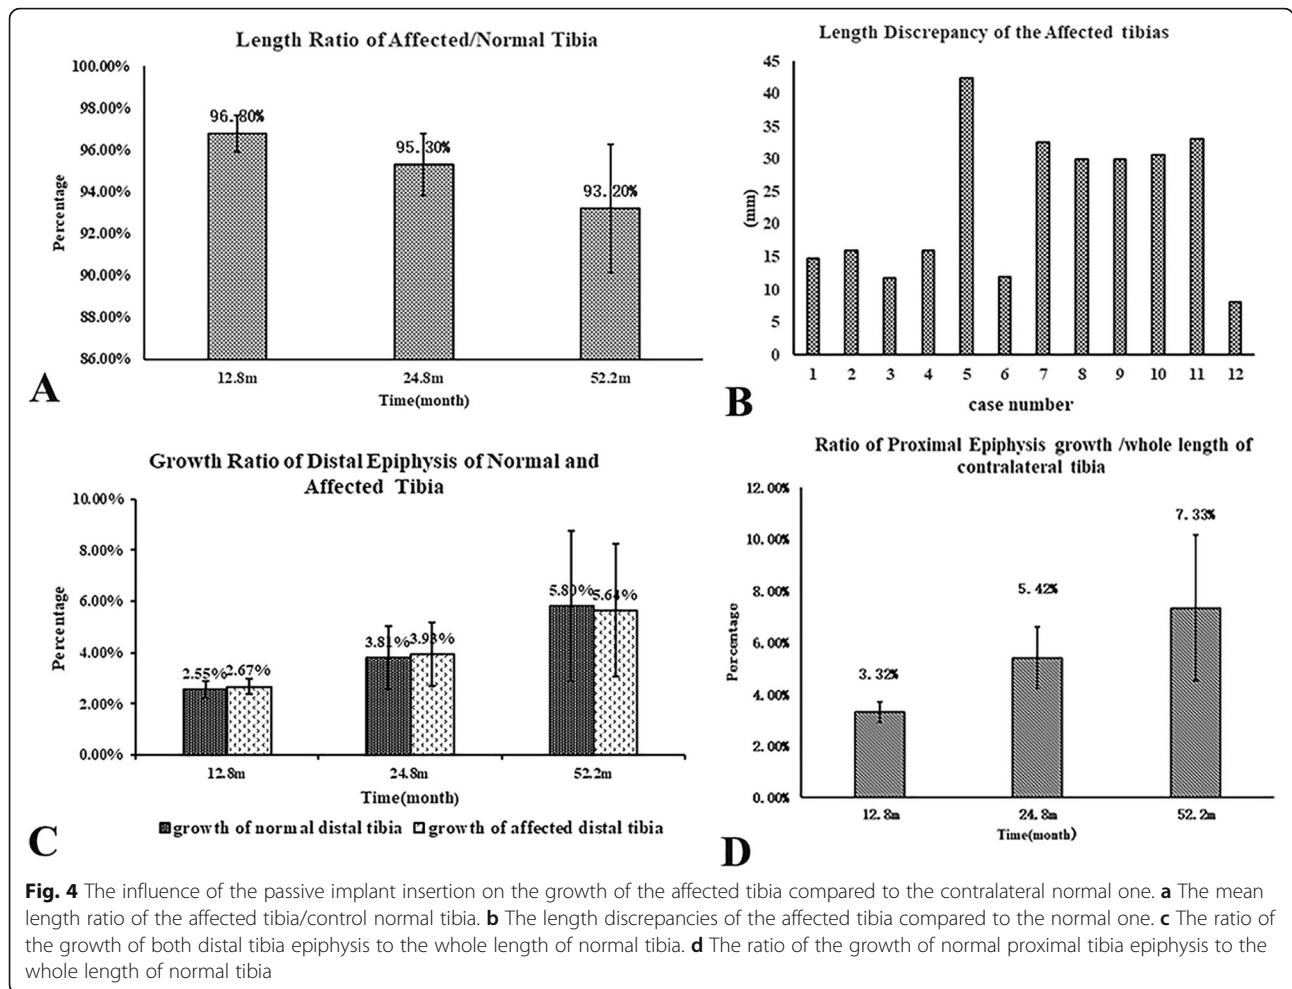 Length Ratio of Affected/Normal Tibia
100.00%
98.00%
96.00%
94.00%
92.00%
90.00%
88.00%
86.00%
Percentage
96.80%
95.30%
93.20%
12.8m 24.8m 52.2m
Time(month)
A
Length Discrepancy of the Affected tibias
45
40
35
30
25
20
15
10
5
0
(mm)
1 2 3 4 5 6 7 8 9 10 11 12
case number
B
Growth Ratio of Distal Epiphysis of Normal and
Affected Tibia
10.00%
8.00%
6.00%
4.00%
2.00%
0.00%
Percentage
2.55% 2.67%
3.81% 3.93%
5.80% 5.64%
12.8m 24.8m 52.2m
Time(month)
growth of normal distal tibia growth of affected distal tibia
C
Ratio of Proximal Epiphysis growth /whole length of
contralateral tibia
12.00%
10.00%
8.00%
6.00%
4.00%
2.00%
0.00%
Percentage
3.32%
5.42%
7.33%
12.8m 24.8m 52.2m
Time(month)
D
Fig. 4 The influence of the passive implant insertion on the growth of the affected tibia compared to the contralateral normal one. a The mean
length ratio of the affected tibia/control normal tibia. b The length discrepancies of the affected tibia compared to the normal one. c The ratio of
the growth of both distal tibia epiphysis to the whole length of normal tibia. d The ratio of the growth of normal proximal tibia epiphysis to the
whole length of normal tibia